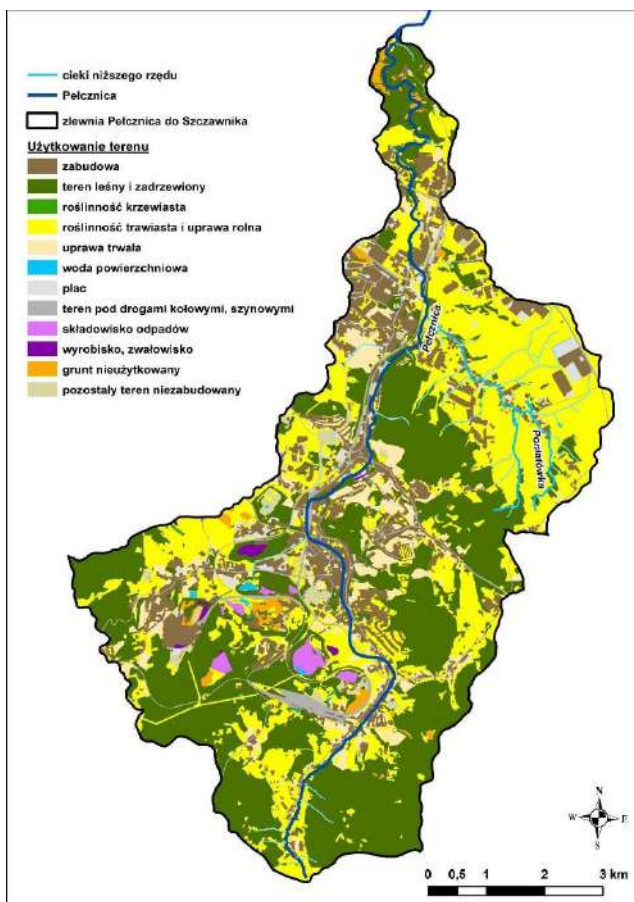 cieki niższego rzędu
Pełcznica
zlewnia Pełcznica do Szczawnika
Użytkowanie terenu
zabudowa
teren leśny i zadrzewiony
roślinność krzewiasta
roślinność trawiasta i uprawa rolna
uprawa trwała
woda powierzchniowa
plac
teren pod drogami kołowymi, szynowymi
składowisko odpadów
wyrobisko, zwałowisko
grunt nieużytkowany
pozostały teren niezabudowany
Pełcznica
Poniatówka
N
W E
S
0 0,5 1 2 3 km